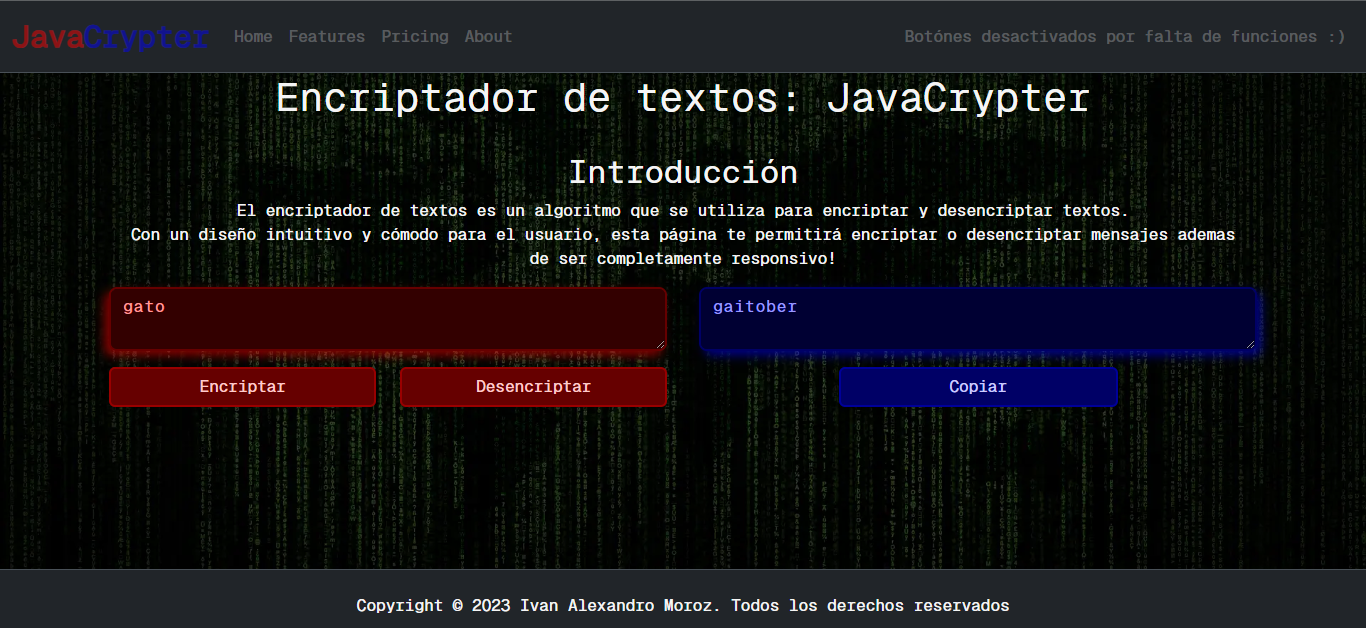 JavaCrypter Home Features Pricing About Botónes desactivados por falta de funciones :)
Encriptador de textos: JavaCrypter
Introducción
El encriptador de textos es un algoritmo que se utiliza para encriptar y desencriptar textos.
Con un diseño intuitivo y cómodo para el usuario, esta página te permitirá encriptar o desencriptar mensajes ademas
de ser completamente responsivo!
gato
gaitober
Encriptar
Desencriptar
Copiar
Copyright © 2023 Ivan Alexandro Moroz. Todos los derechos reservados